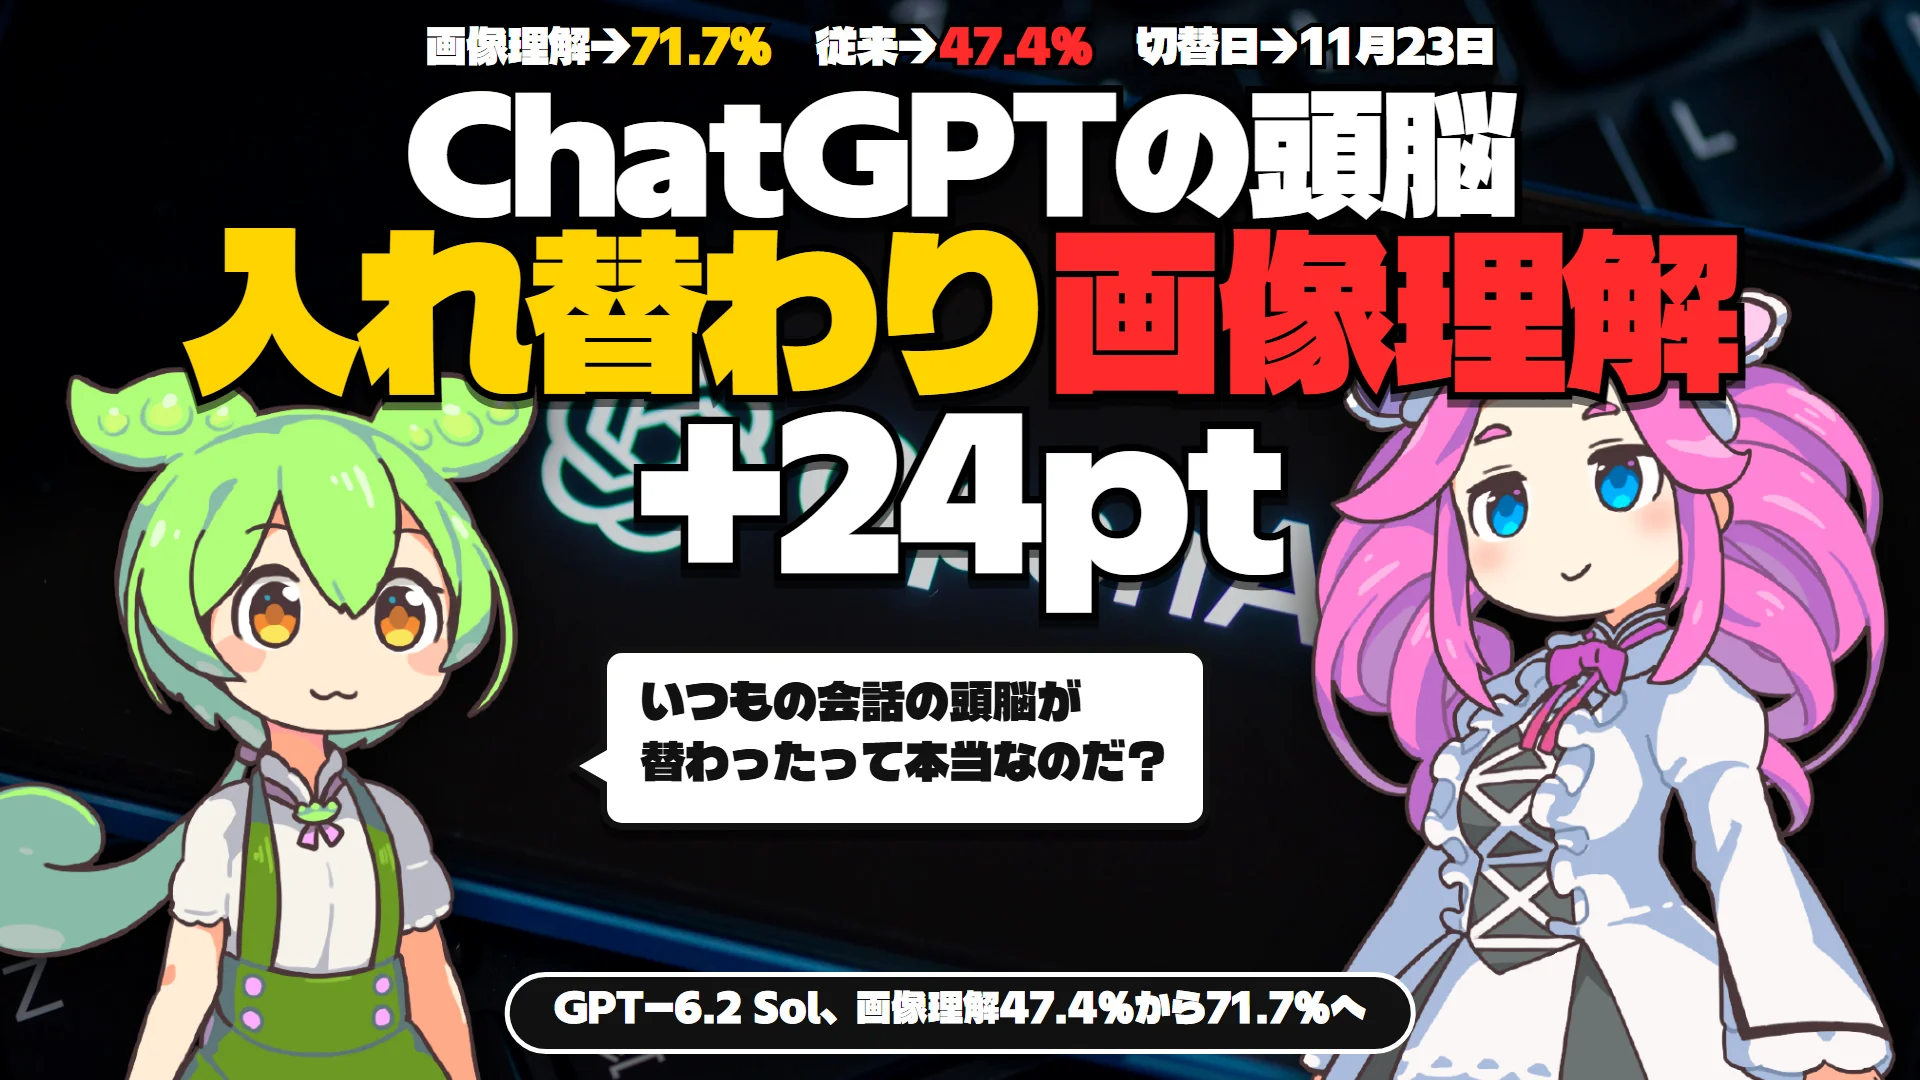 画像理解→71.7% 従来→47.4% 切替日→11月23日
ChatGPTの頭脳
入れ替わり画像理解
+24pt
いつもの会話の頭脳が
替わったって本当なのだ?
GPT-6.2 Sol、画像理解47.4%から71.7%へ
L
Z